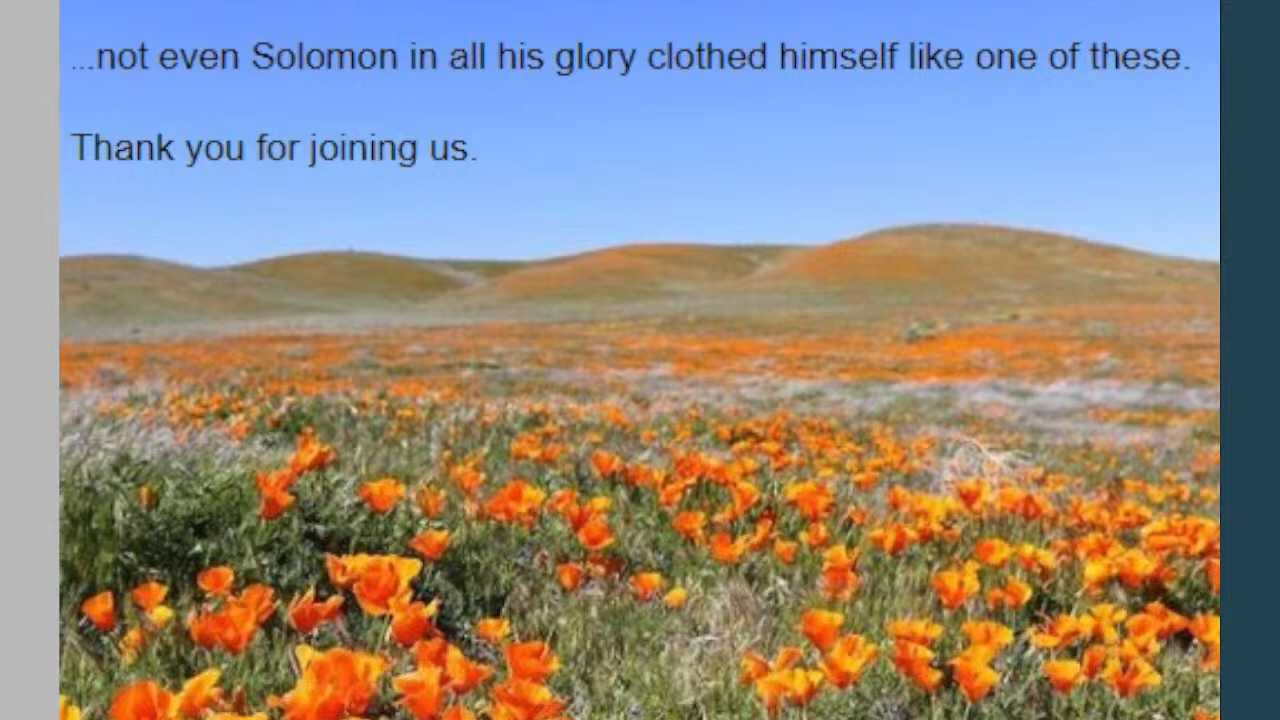 ...not even Solomon in all his glory clothed himself like one of these.
Thank you for joining us.